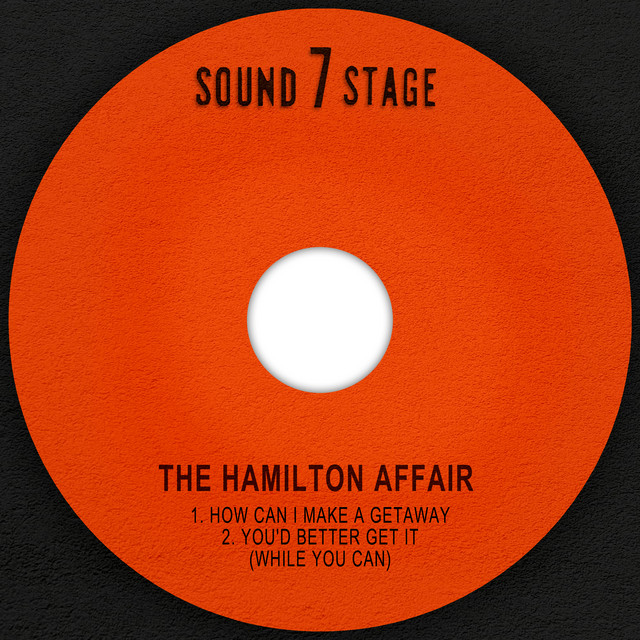 SOUND 7 STAGE
THE HAMILTON AFFAIR
1. HOW CAN I MAKE A GETAWAY
2. YOU'D BETTER GET IT
(WHILE YOU CAN)